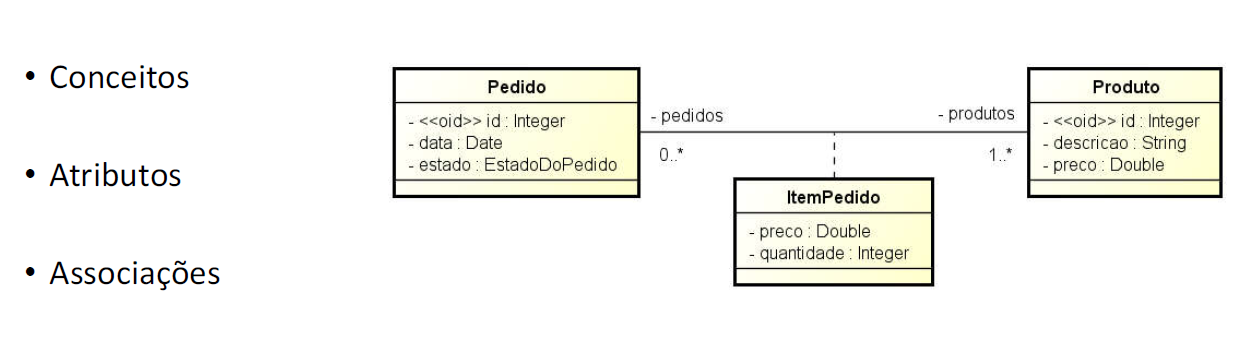 • Conceitos
• Atributos
• Associações
Pedido
- <<oid>> id : Integer
- data : Date
- estado : EstadoDoPedido
- pedidos
0..*
- produtos
1..*
Produto
- <<oid>> id : Integer
- descricao : String
- preco : Double
ItemPedido
- preco : Double
- quantidade : Integer